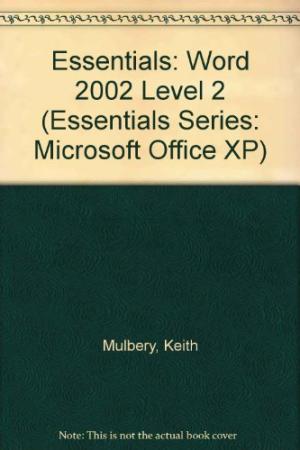 Essentials: Word
2002 Level 2
(Essentials Series:
Microsoft Office XP)
Mulbery, Keith
Note: This is not the actual book cover